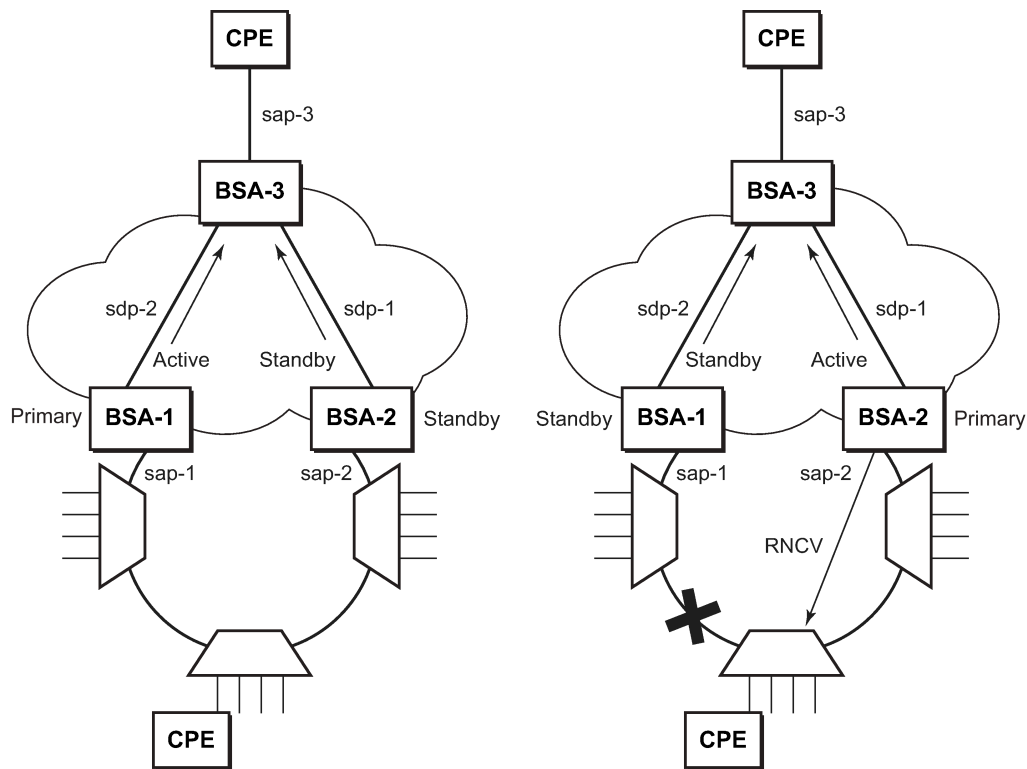 CPE
sap-3
BSA-3
sdp-2
sdp-1
Active
Standby
Primary
BSA-1
BSA-2
Standby
sap-1
sap-2
CPE
CPE
sap-3
BSA-3
sdp-2
sdp-1
Standby
Active
Standby
BSA-1
BSA-2
Primary
sap-1
sap-2
RNCV
CPE